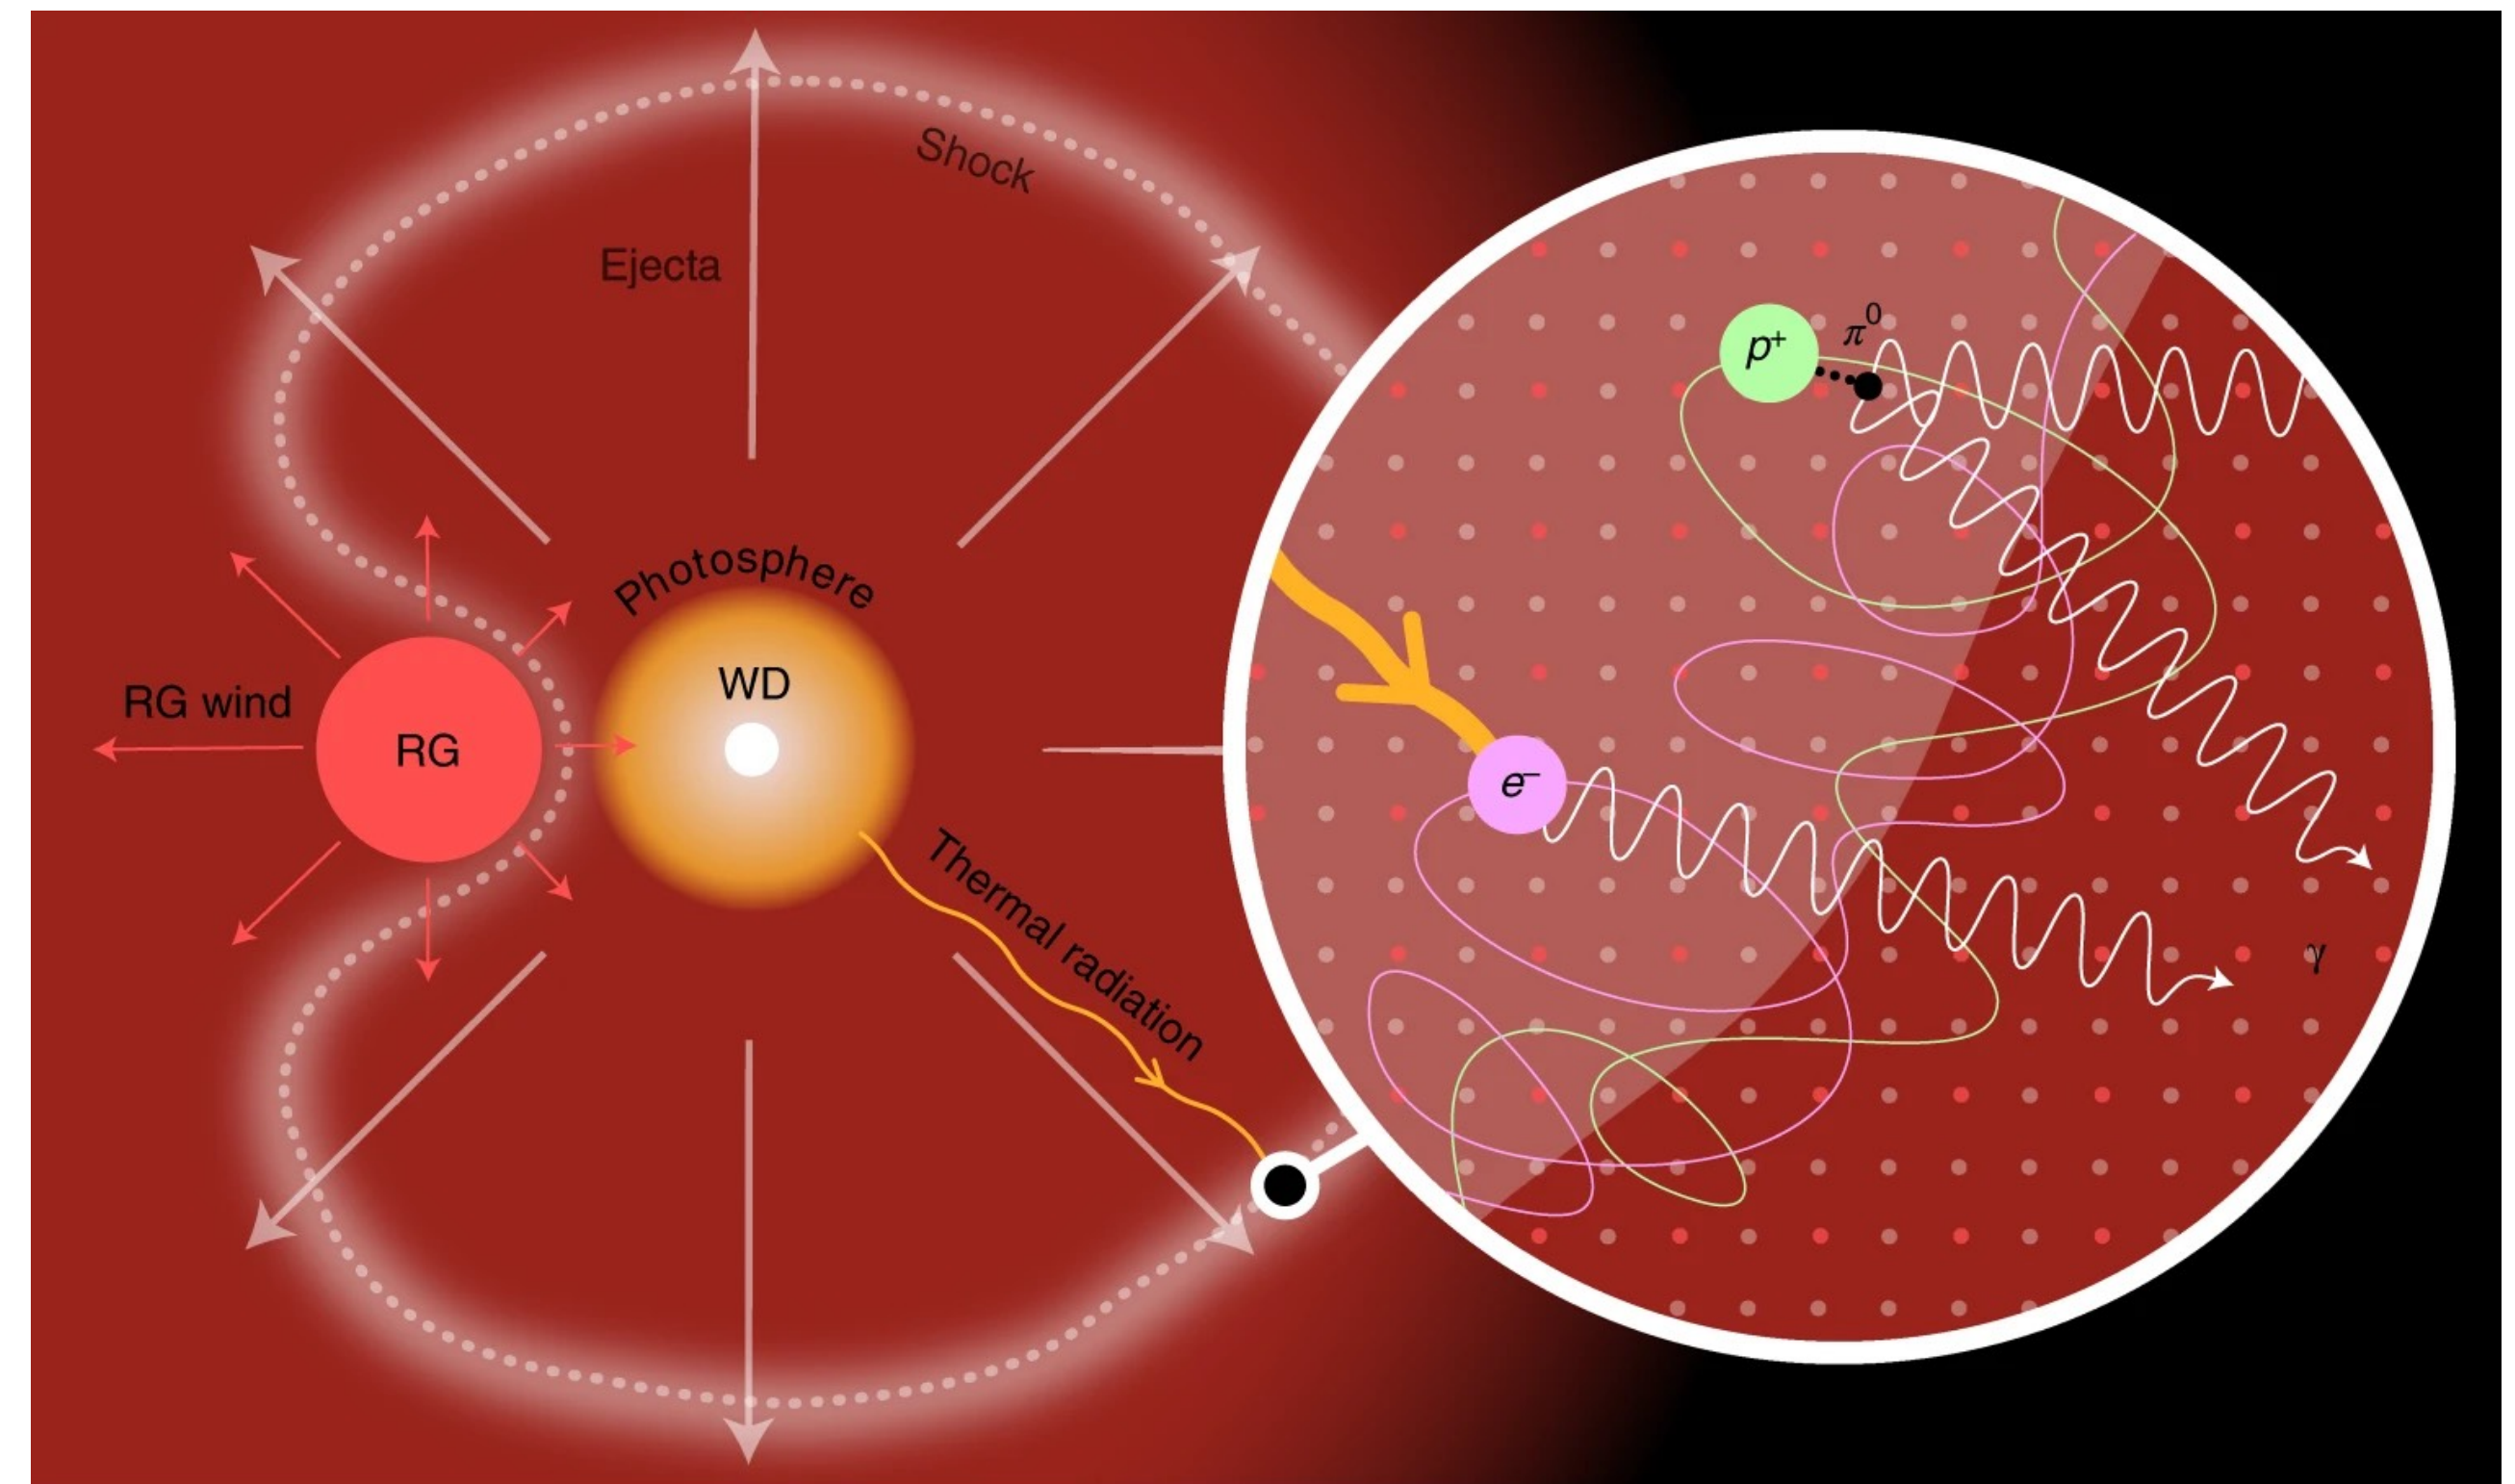 Shock
Ejecta
Photosphere
WD
RG wind
RG
Thermal radiation
p⁺
π⁰
e⁻
γ